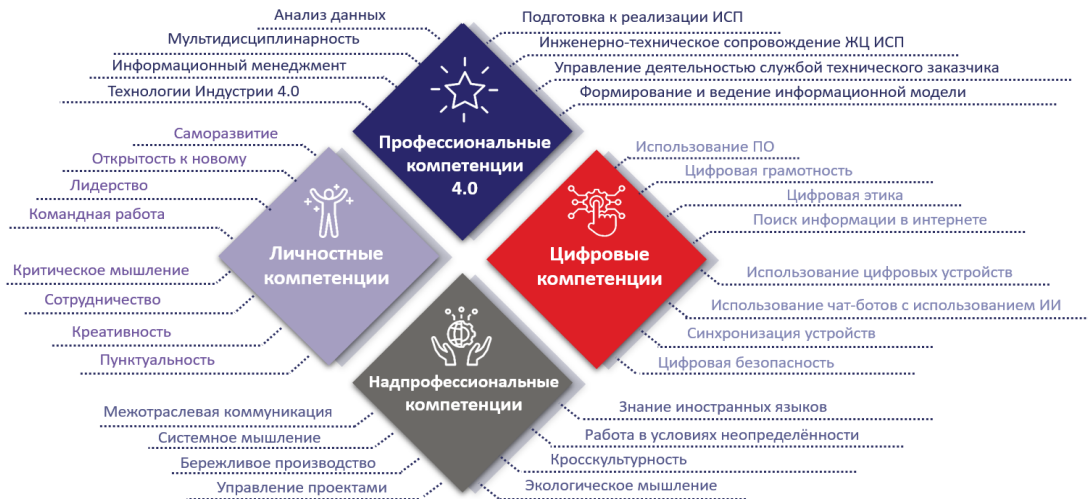 Анализ данных
Мультидисциплинарность
Информационный менеджмент
Технологии Индустрии 4.0
Подготовка к реализации ИСП
Инженерно-техническое сопровождение ЖЦ ИСП
Управление деятельностью службой технического заказчика
Формирование и ведение информационной модели
Профессиональные
компетенции
4.0
Саморазвитие
Открытость к новому
Лидерство
Командная работа
Критическое мышление
Сотрудничество
Креативность
Пунктуальность
Личностные
компетенции
Использование ПО
Цифровая грамотность
Цифровая этика
Поиск информации в интернете
Использование цифровых устройств
Использование чат-ботов с использованием ИИ
Синхронизация устройств
Цифровая безопасность
Цифровые
компетенции
Надпрофессиональные
компетенции
Межотраслевая коммуникация
Системное мышление
Бережливое производство
Управление проектами
Знание иностранных языков
Работа в условиях неопределённости
Кросскультурность
Экологическое мышление